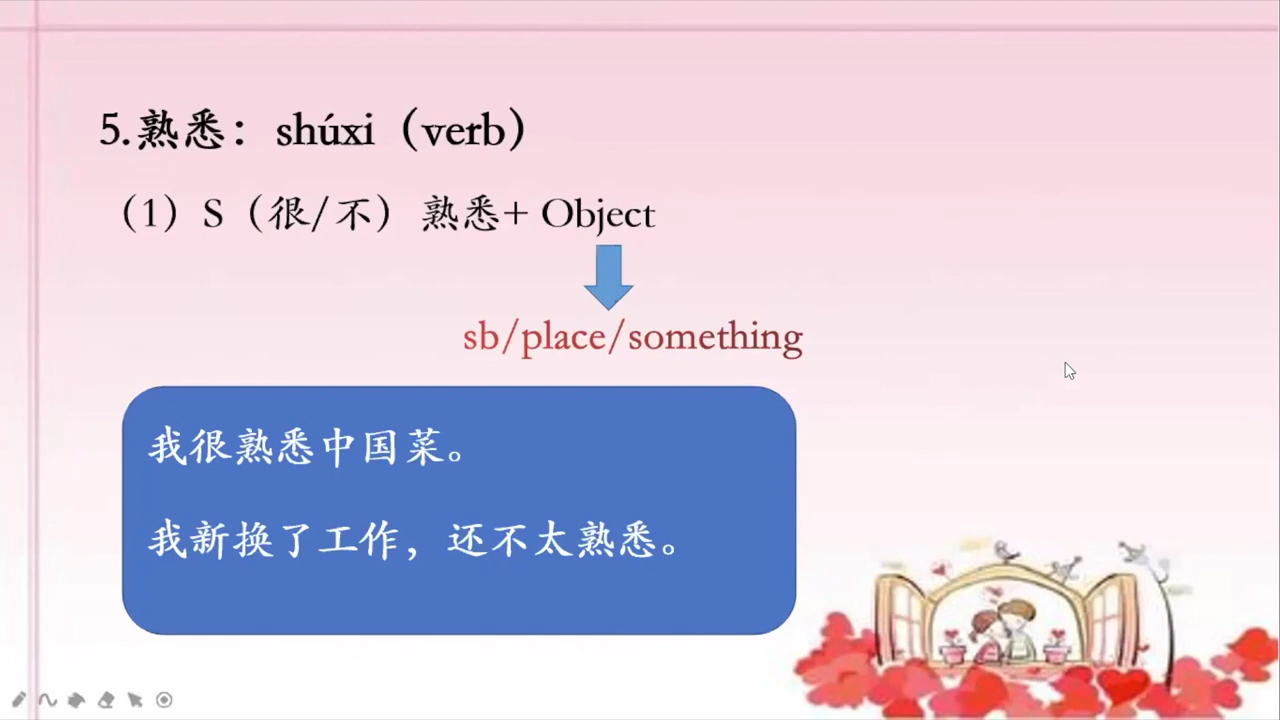 5.熟悉：shúxi（verb）
（1）S（很/不）熟悉+ Object
sb/place/something
我很熟悉中国菜。
我新换了工作，还不太熟悉。